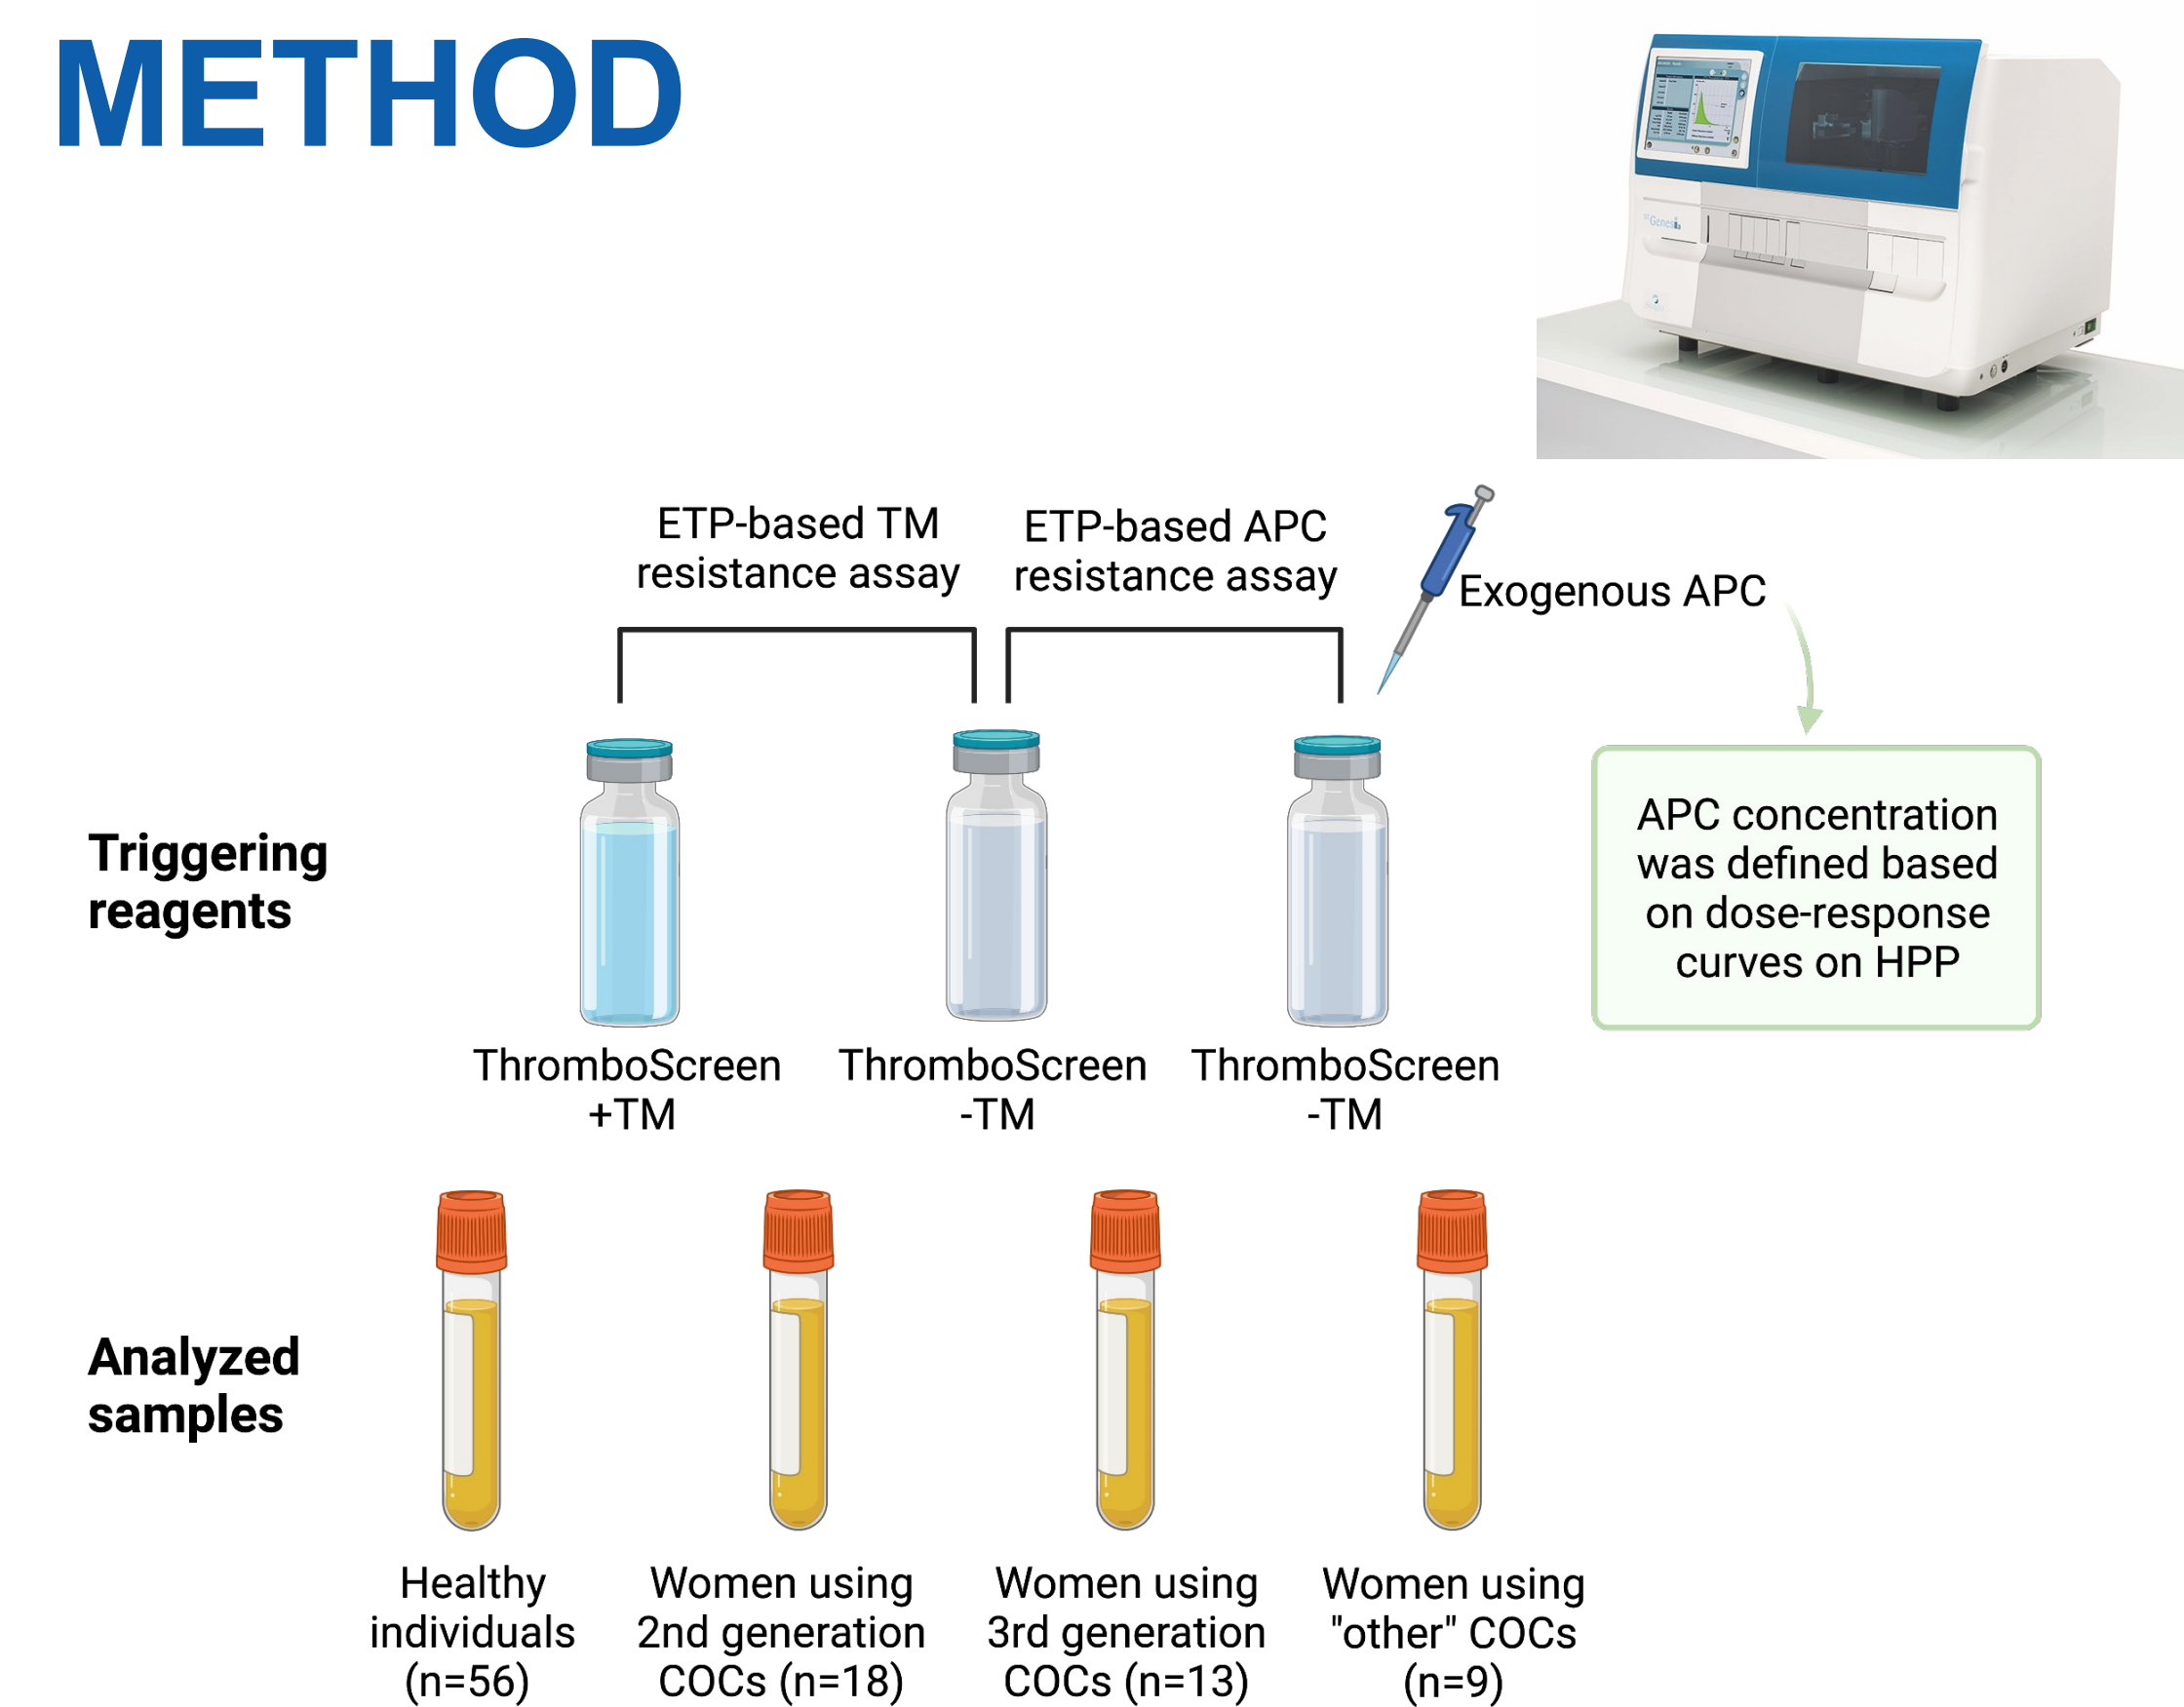 METHOD
Genesia
ETP-based TM
resistance assay
ETP-based APC
resistance assay
Exogenous APC
APC concentration
was defined based
on dose-response
curves on HPP
Triggering
reagents
ThromboScreen
+TM
ThromboScreen
-TM
ThromboScreen
-TM
Analyzed
samples
Healthy
individuals
(n=56)
Women using
2nd generation
COCs (n=18)
Women using
3rd generation
COCs (n=13)
Women using
"other" COCs
(n=9)